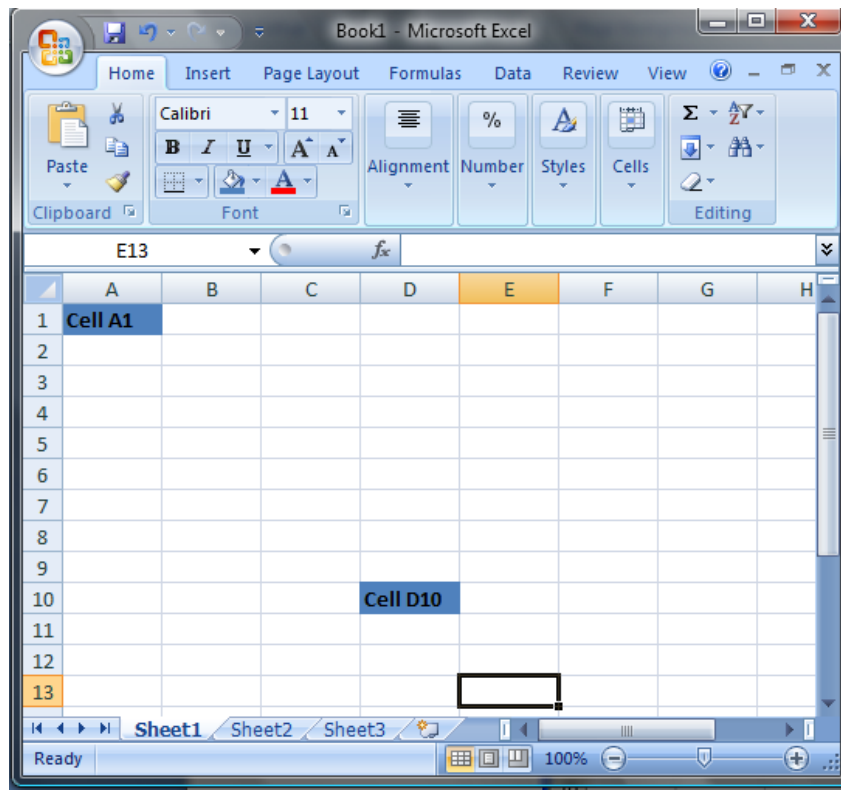 Book1 - Microsoft Excel
Home Insert Page Layout Formulas Data Review View
Calibri 11
B I U A A
Paste Alignment Number Styles Cells
% A Σ A Z
A
Clipboard Font Editing
E13 fx
A B C D E F G H
1 Cell A1
2
3
4
5
6
7
8
9
10 Cell D10
11
12
13
Sheet1 Sheet2 Sheet3
Ready 100%